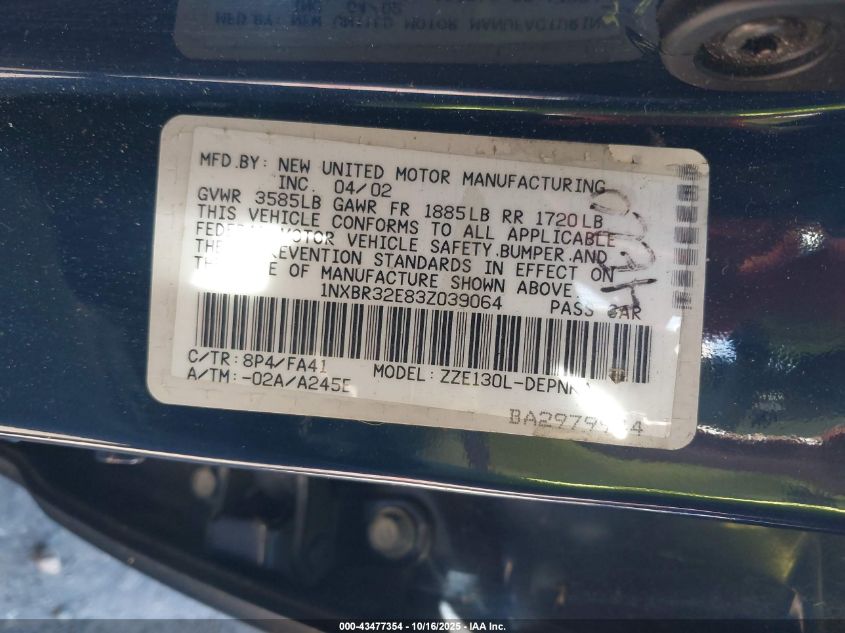 MFD.BY: NEW UNITED MOTOR MANUFACTURING
INC. 04/02
GVWR 3585LB GAWR FR 1885LB RR 1720LB
THIS VEHICLE CONFORMS TO ALL APPLICABLE
MOTOR VEHICLE SAFETY.BUMPER.AND
STANDARDS IN EFFECT ON
OF MANUFACTURE SHOWN ABOVE.
1NXBR32E83Z039064 PASS CAR
C/TR: 8P4/FA41 MODEL: ZZE130L-
A/TM: -02A/A245E
000-43477354 - 10/16/2025 - IAA Inc.